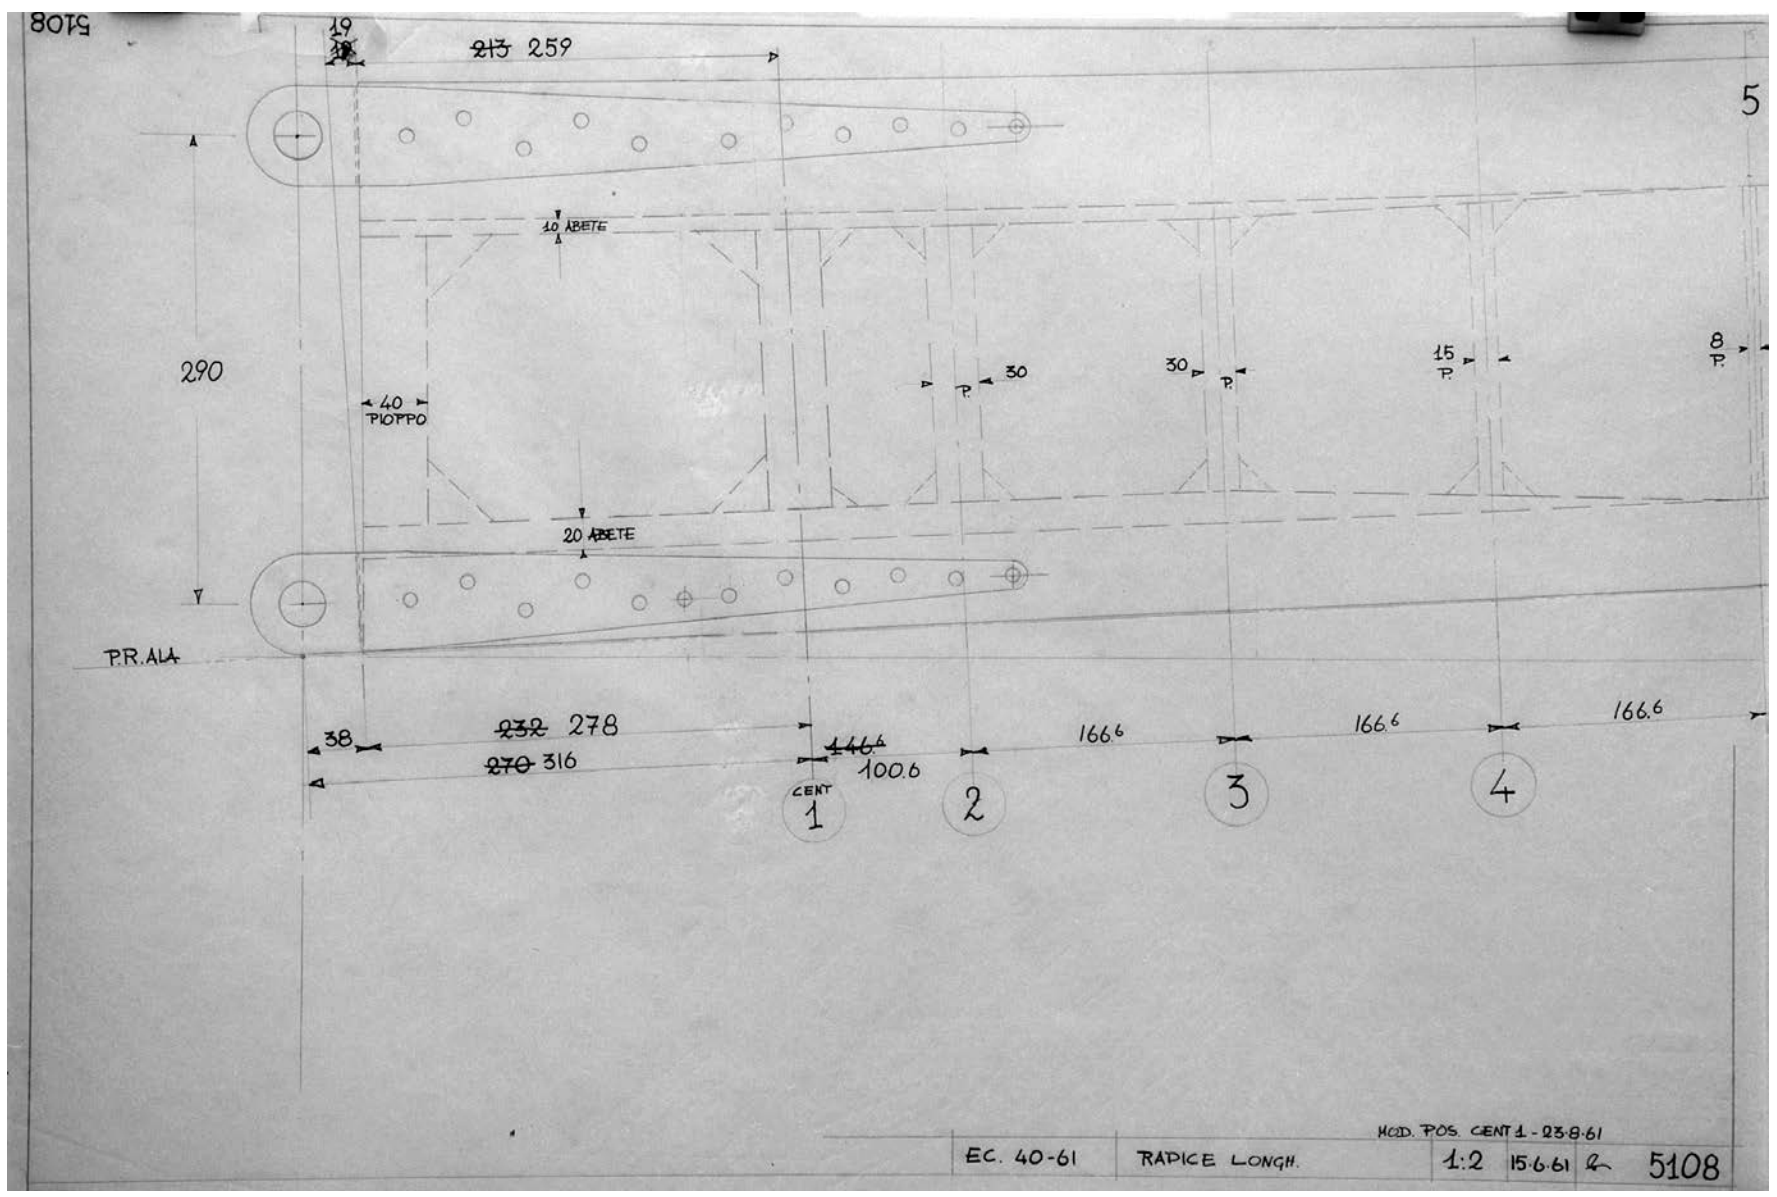 5108
19
213 259
5
10 ABETE
290
40
PIOPPO
P.
30
30
P.
15
P.
8
P.
20 ABETE
P.R. ALA
38
232 278
146.6
166.6
166.6
166.6
270 316
100.6
CENT
1
2
3
4
MOD. POS. CENT 1 - 23.8.61
EC. 40-61
RADICE LONGH.
1:2
15.6.61
5108